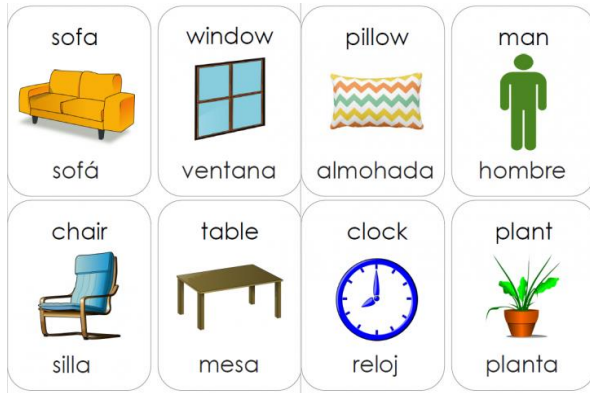 sofa
sofá
window
ventana
pillow
almohada
man
hombre
chair
silla
table
mesa
clock
reloj
plant
planta